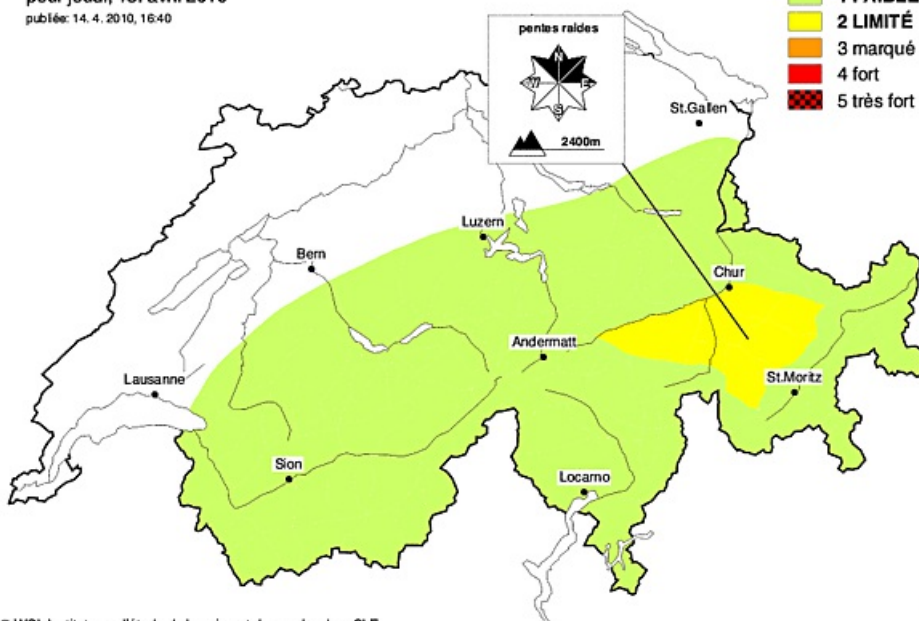 publiée: 14. 4. 2010, 16:40
2 LIMITÉ
3 marqué
4 fort
5 très fort
pentes raides
N
W
E
S
2400m
St.Gallen
Luzern
Bern
Chur
Andermatt
Lausanne
St.Moritz
Sion
Locarno